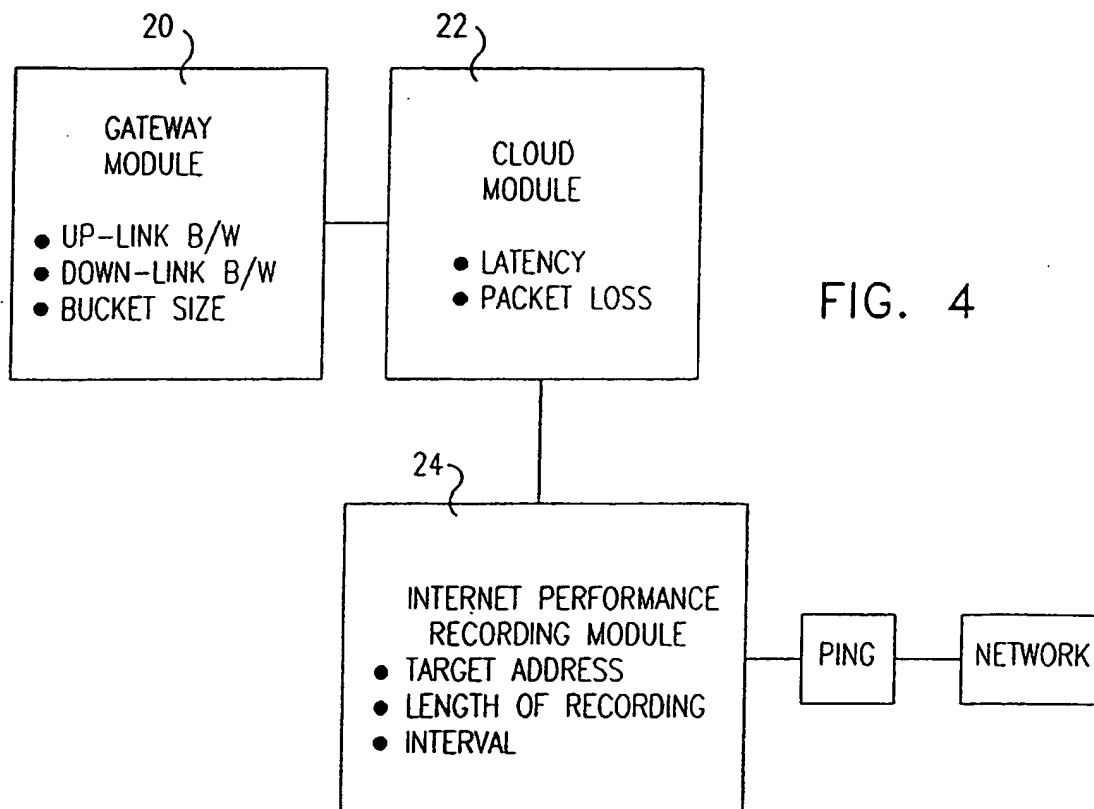 20
GATEWAY
MODULE
● UP-LINK B/W
● DOWN-LINK B/W
● BUCKET SIZE
22
CLOUD
MODULE
● LATENCY
● PACKET LOSS
FIG. 4
24
INTERNET PERFORMANCE
RECORDING MODULE
● TARGET ADDRESS
● LENGTH OF RECORDING
● INTERVAL
PING
NETWORK